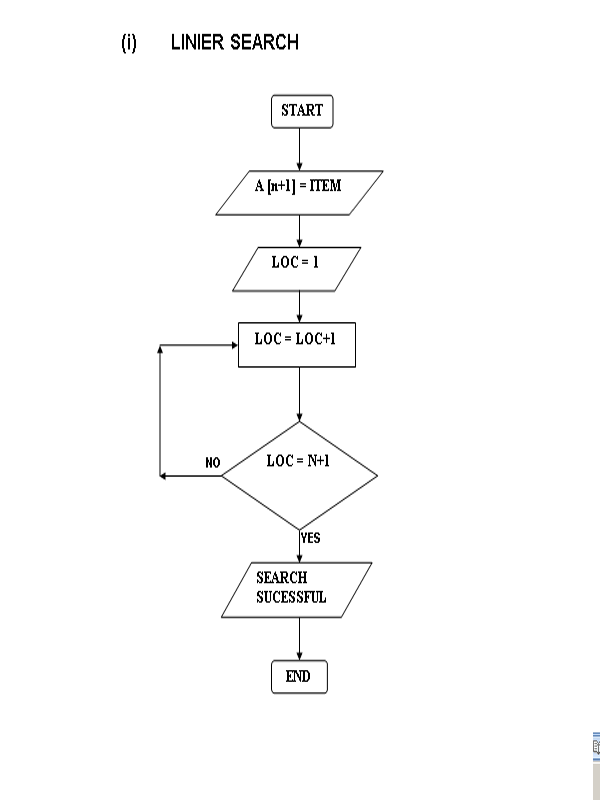 (i) LINIER SEARCH
START
A [n+1] = ITEM
LOC = 1
LOC = LOC+1
LOC = N+1
NO
YES
SEARCH
SUCESSFUL
END